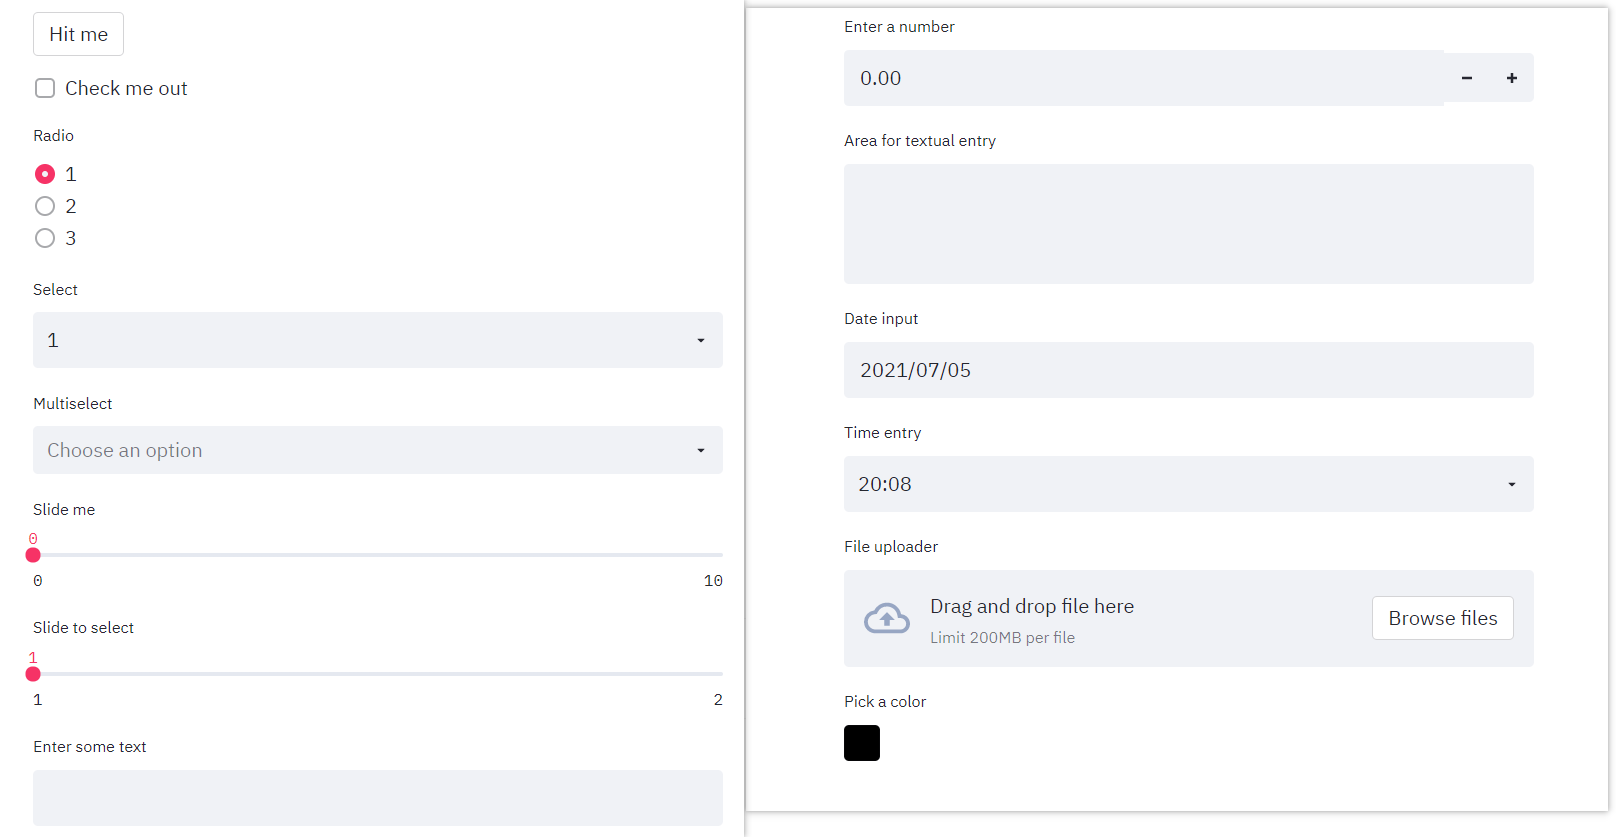 Hit me
Check me out
Radio
1
2
3
Select
1
Multiselect
Choose an option
Slide me
0
0 10
Slide to select
1
1 2
Enter some text
Enter a number
0.00 - +
Area for textual entry
Date input
2021/07/05
Time entry
20:08
File uploader
Drag and drop file here
Limit 200MB per file
Browse files
Pick a color